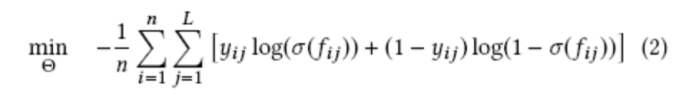 min Θ −1/n ∑_{i=1}^{n} ∑_{j=1}^{L} [y_{ij} log(σ(f_{ij})) + (1 − y_{ij}) log(1 − σ(f_{ij}))] (2)